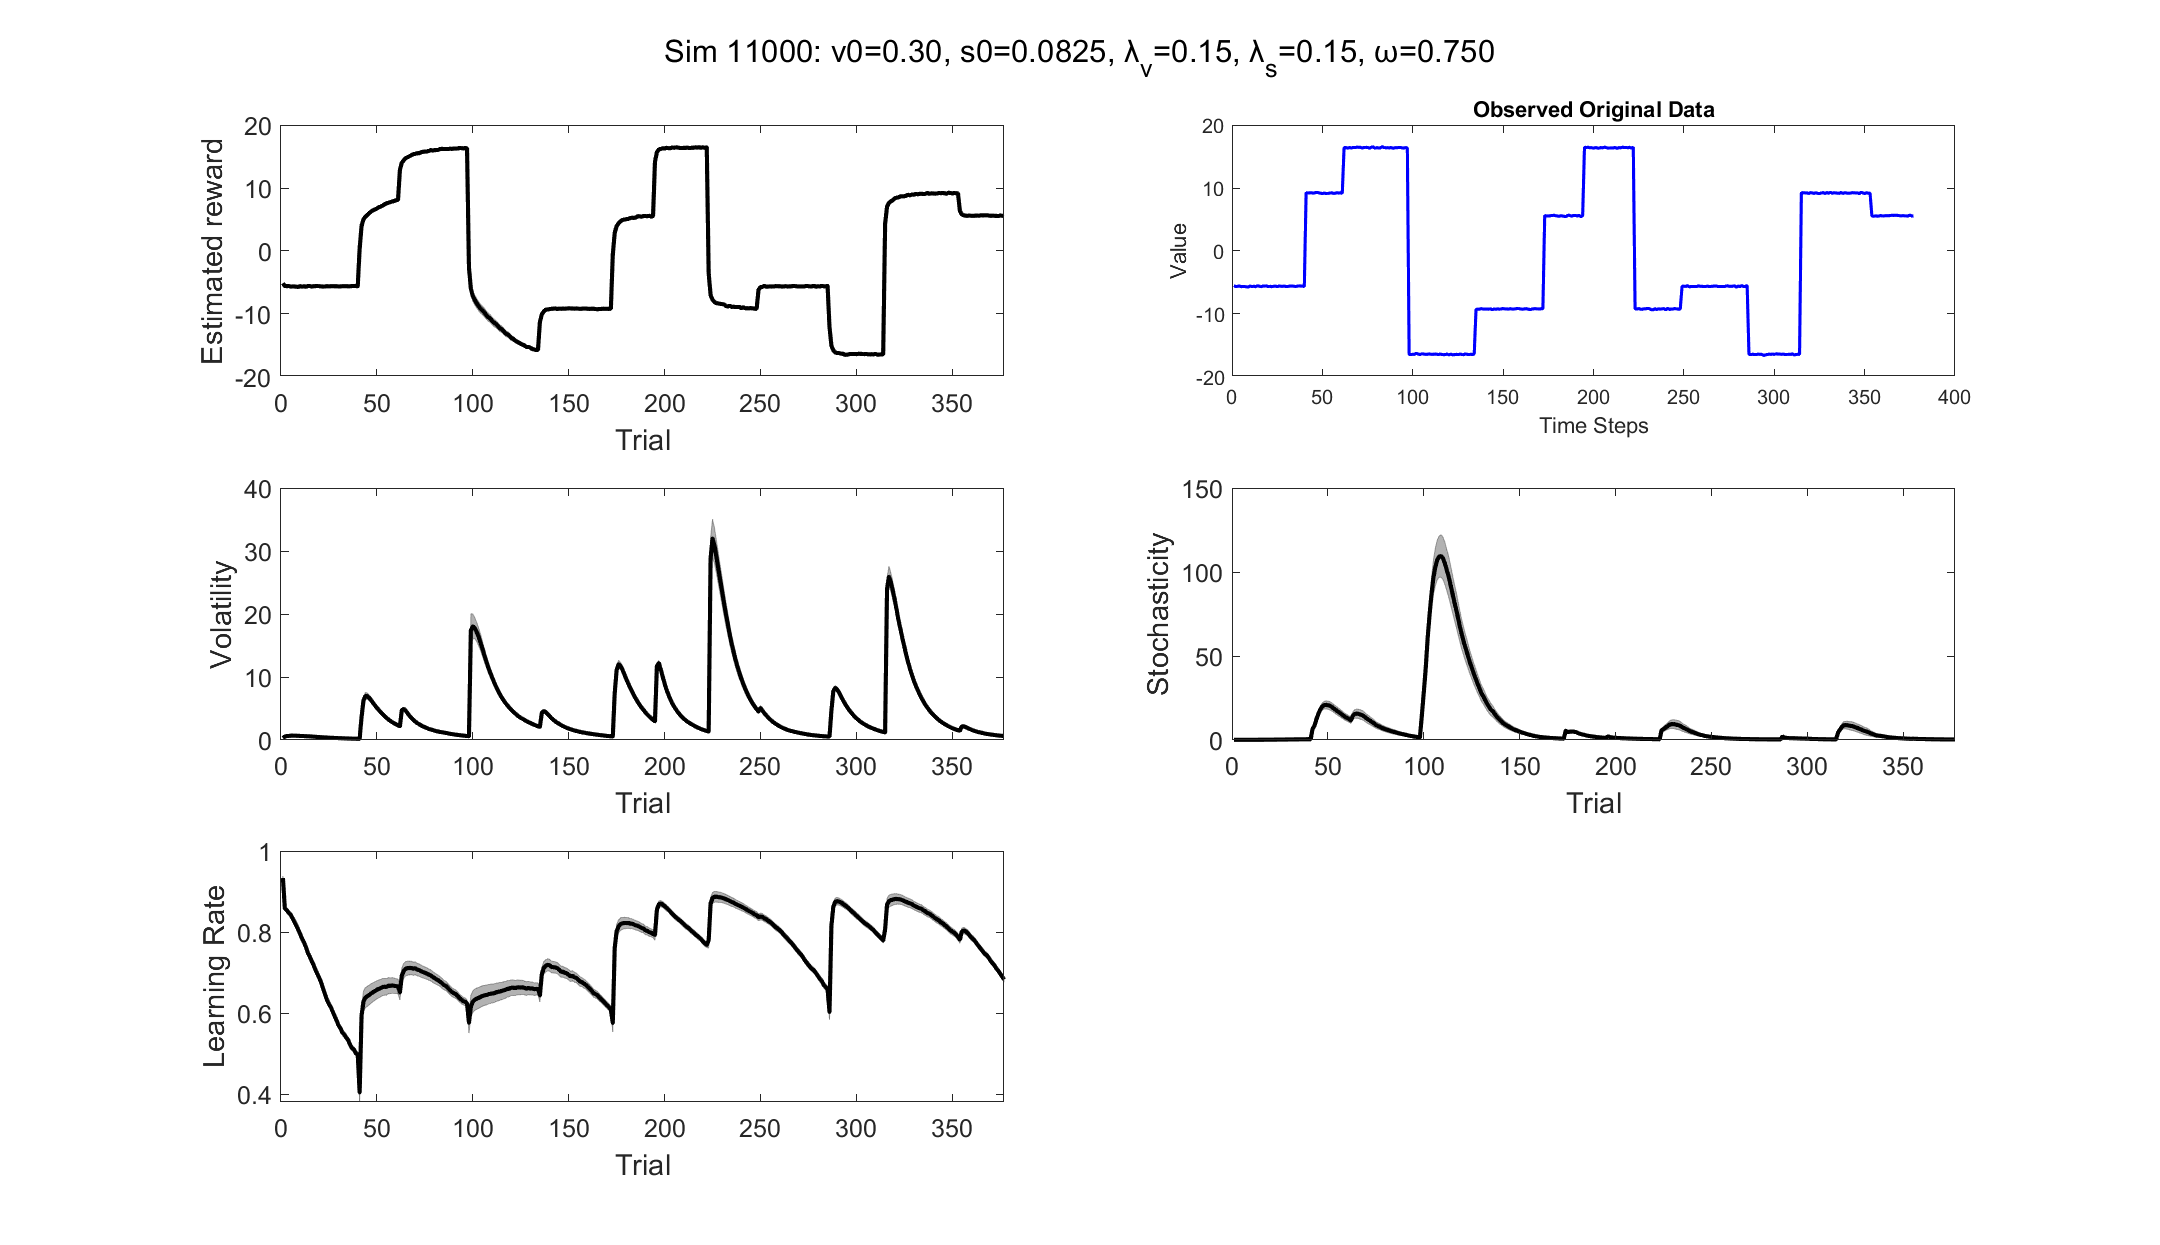 Sim 11000: v0=0.30, s0=0.0825, λv=0.15, λs=0.15, ω=0.750
20
10
0
-10
-20
Estimated reward
0 50 100 150 200 250 300 350
Trial
Observed Original Data
20
10
0
-10
-20
Value
0 50 100 150 200 250 300 350 400
Time Steps
40
30
20
10
0
Volatility
0 50 100 150 200 250 300 350
Trial
150
100
50
0
Stochasticity
0 50 100 150 200 250 300 350
Trial
1
0.8
0.6
0.4
Learning Rate
0 50 100 150 200 250 300 350
Trial